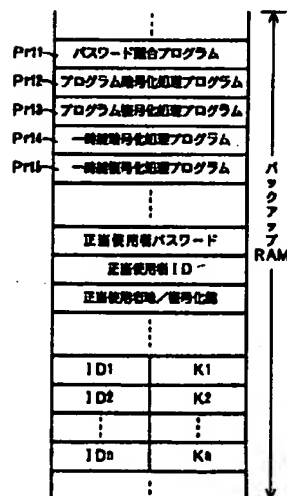 Pr11 パスワード照合プログラム
Pr12 プログラム暗号化処理プログラム
Pr13 プログラム復号化処理プログラム
Pr14 一時鍵暗号化処理プログラム
Pr15 一時鍵復号化処理プログラム
正当使用者パスワード
正当使用者ID
正当使用者暗/復号化鍵
ID1 K1
ID2 K2
IDn Kn
バックアップRAM